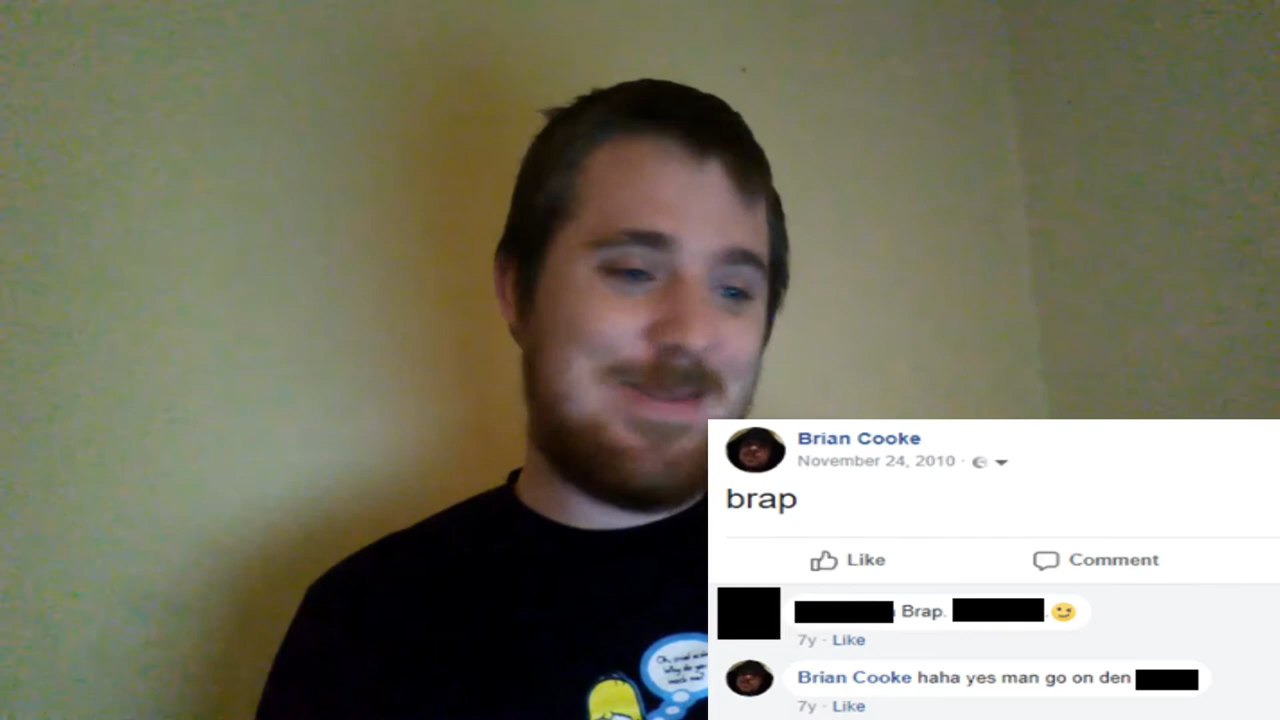 Brian Cooke
November 24, 2010 ·
brap
Like
Comment
Brap.
7y · Like
Brian Cooke haha yes man go on den
7y · Like